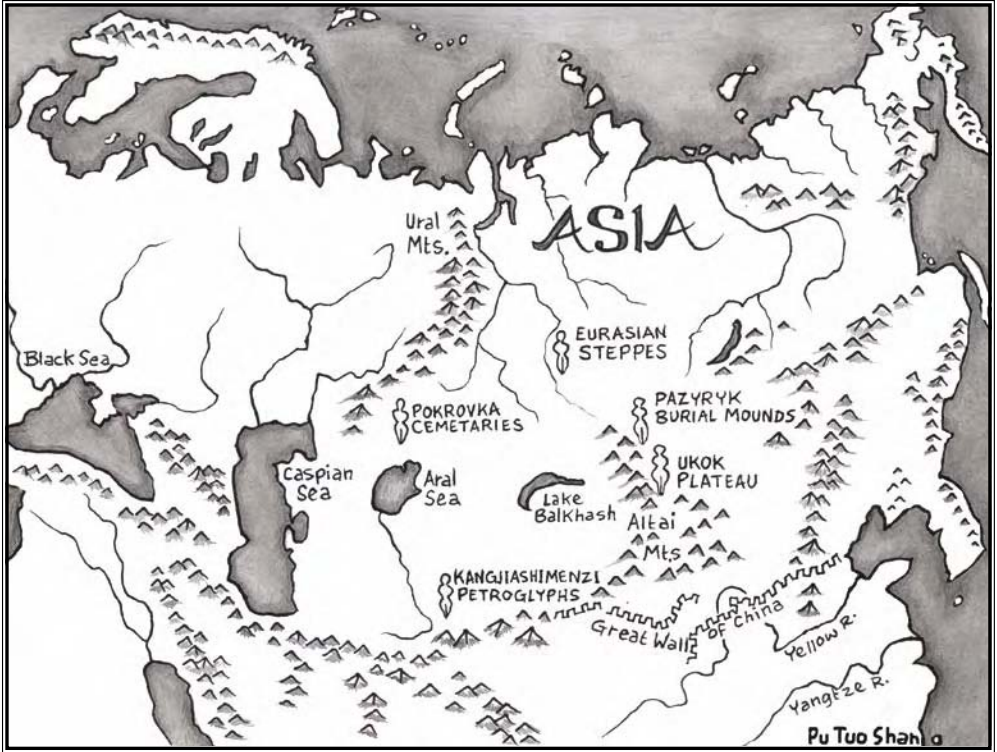 Ural
Mts.
ASIA
EURASIAN
STEPPES
Black Sea
PAZYRYK
BURIAL MOUNDS
POKROVKA
CEMETARIES
UKOK
PLATEAU
Caspian
Sea
Aral
Sea
Lake
Balkhash
Altai
Mts
KANGJIASHIMENZI
PETROGLYPHS
Great Wall
of China
Yellow R.
Yangtze R.
Pu Tuo Shan